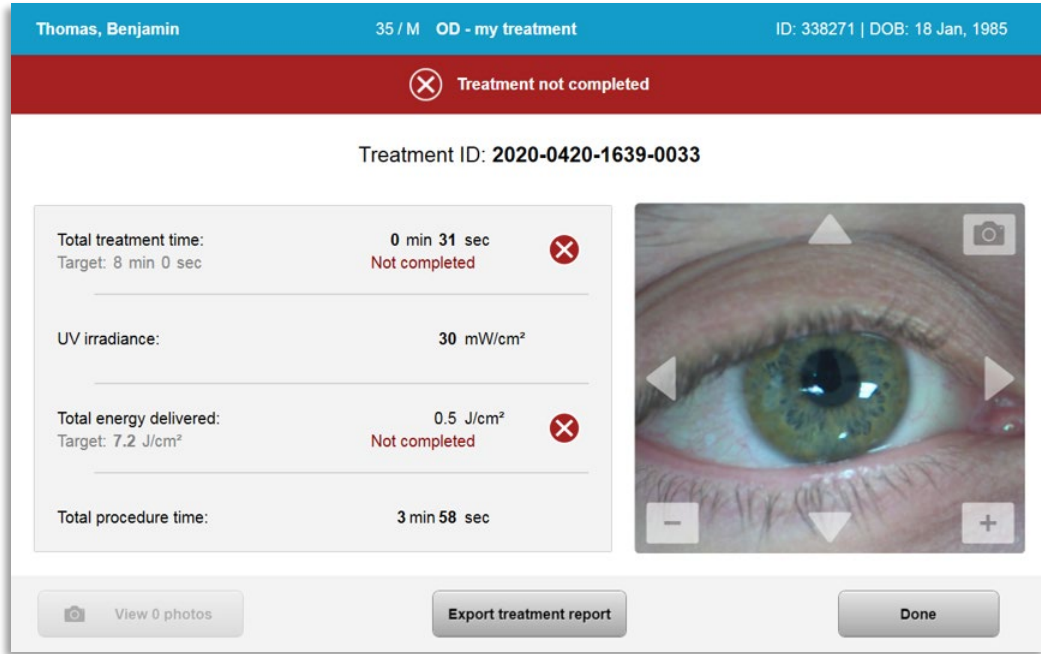 Thomas, Benjamin 35 / M OD - my treatment ID: 338271 | DOB: 18 Jan, 1985
Treatment not completed
Treatment ID: 2020-0420-1639-0033
Total treatment time: 0 min 31 sec
Target: 8 min 0 sec Not completed
UV irradiance: 30 mW/cm²
Total energy delivered: 0.5 J/cm²
Target: 7.2 J/cm² Not completed
Total procedure time: 3 min 58 sec
View 0 photos Export treatment report Done